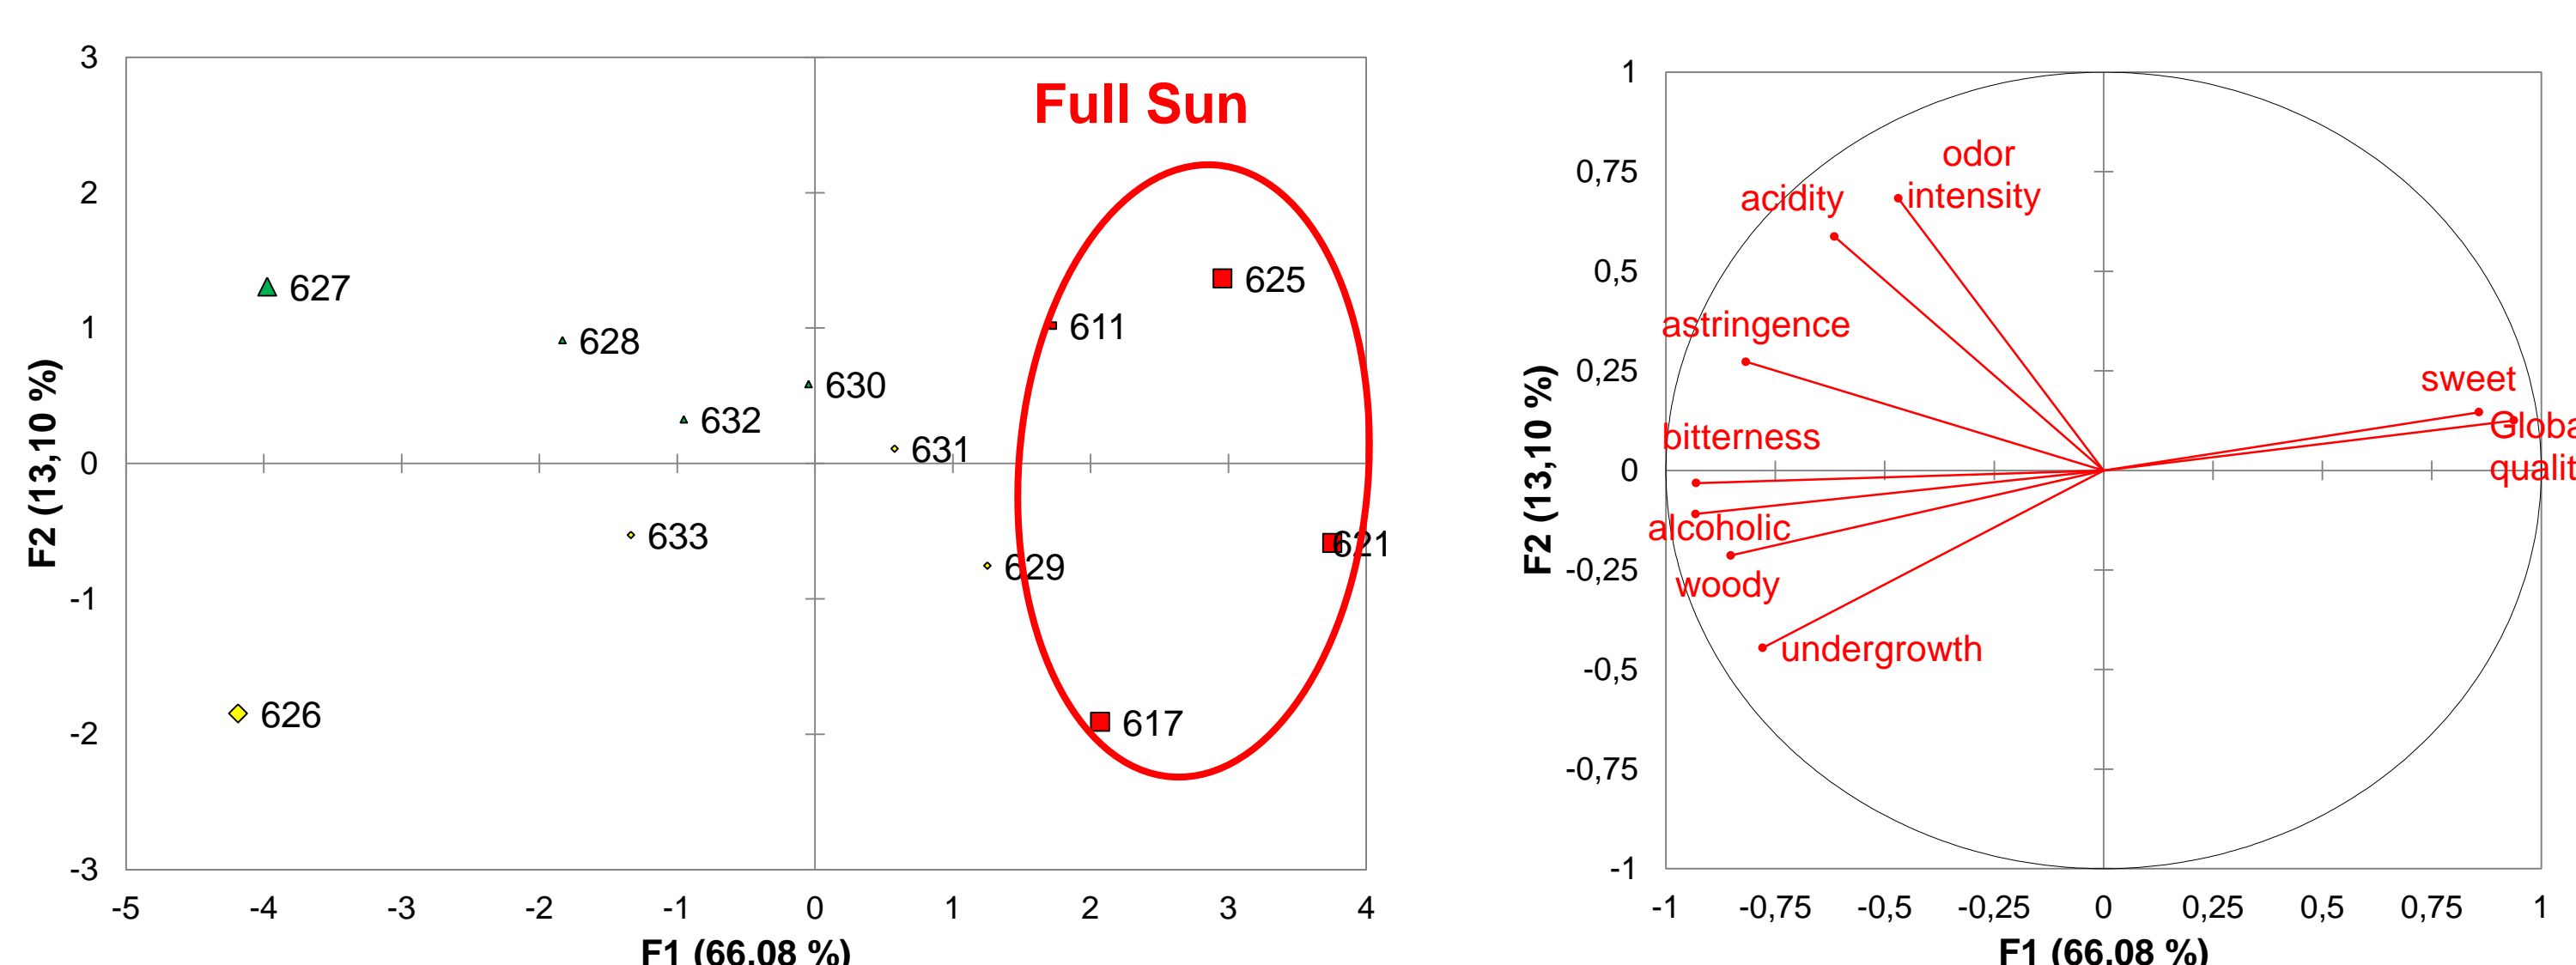 3
2
1
0
-1
-2
-3
F2 (13,10 %)
Full Sun
627
628
630
632
631
633
629
626
625
611
621
617
-5 -4 -3 -2 -1 0 1 2 3 4
F1 (66.08 %)
1
0,75
0,5
0,25
0
-0,25
-0,5
-0,75
-1
F2 (13,10 %)
odor
intensity
acidity
astringence
bitterness
alcoholic
woody
undergrowth
sweet
Globa
qualit
-1 -0,75 -0,5 -0,25 0 0,25 0,5 0,75 1
F1 (66.08 %)